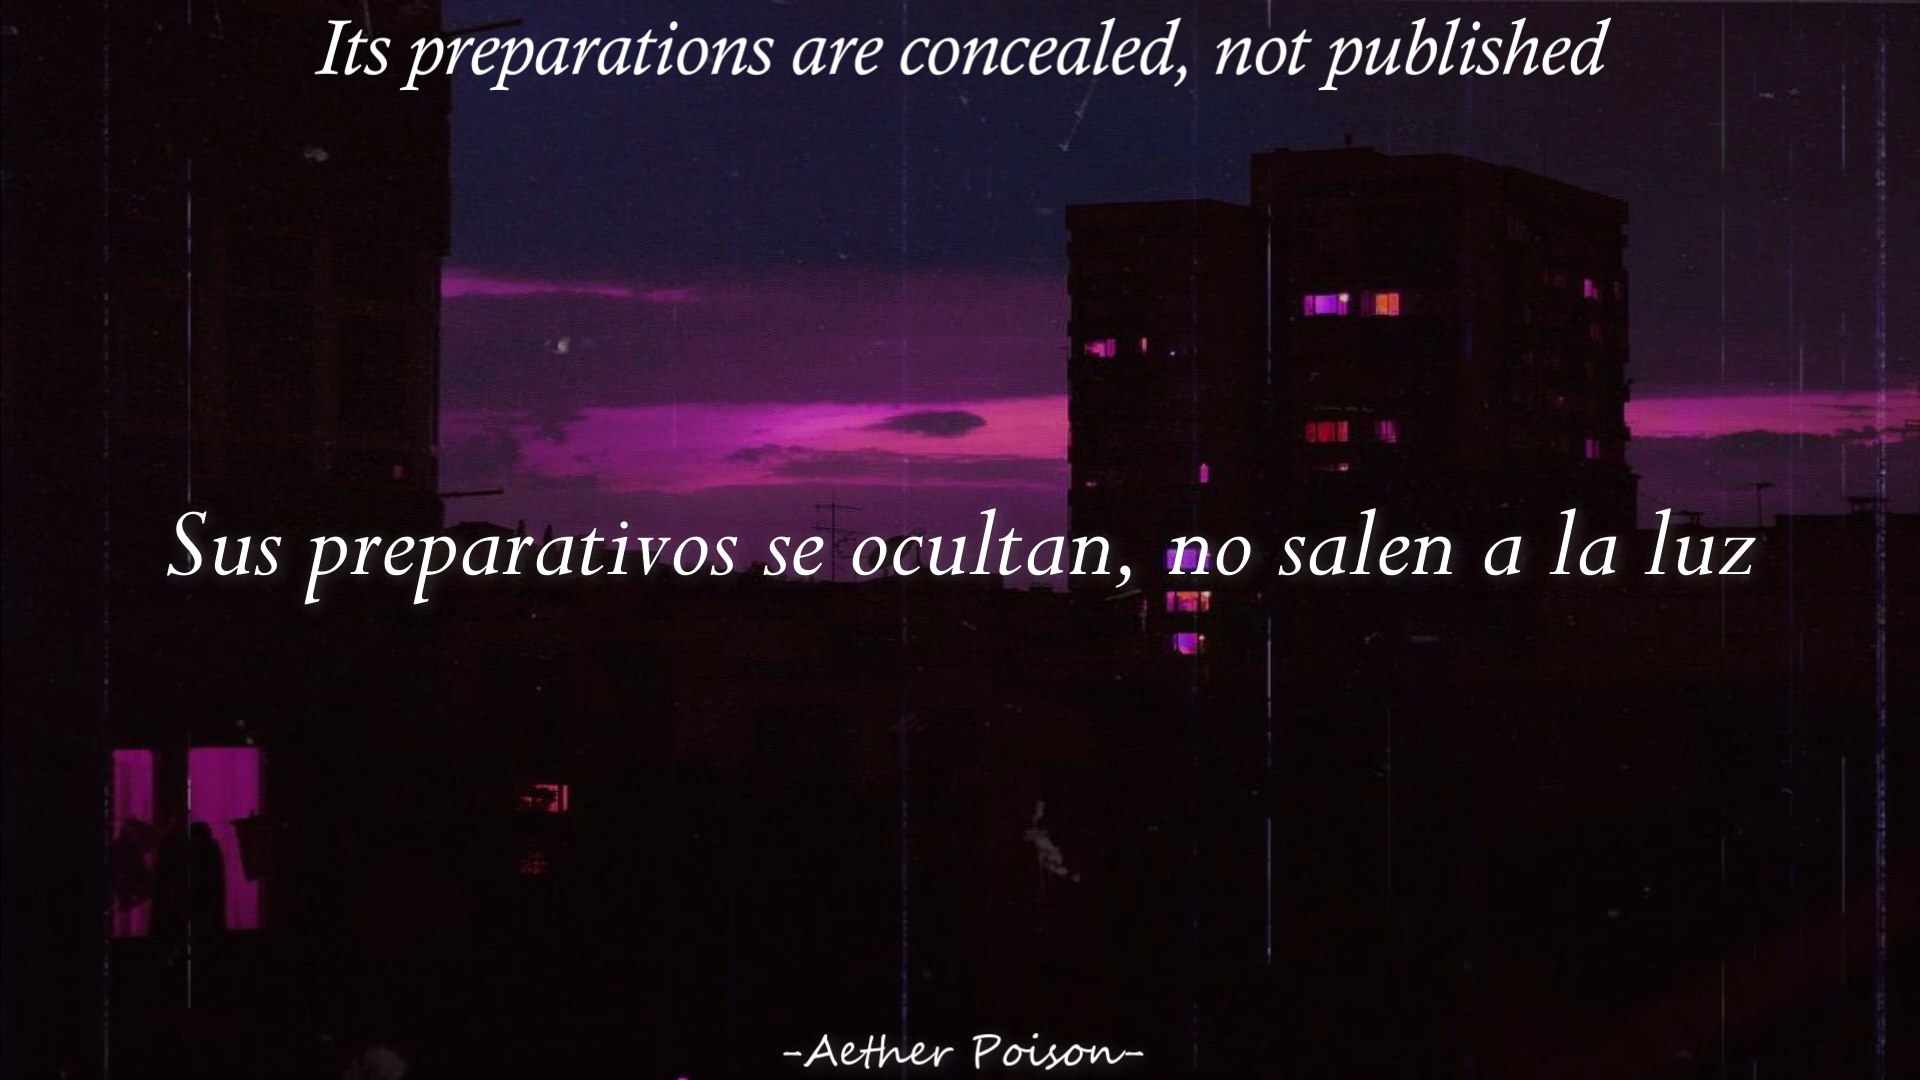 Its preparations are concealed, not published
Sus preparativos se ocultan, no salen a la luz
-Aether Poison-